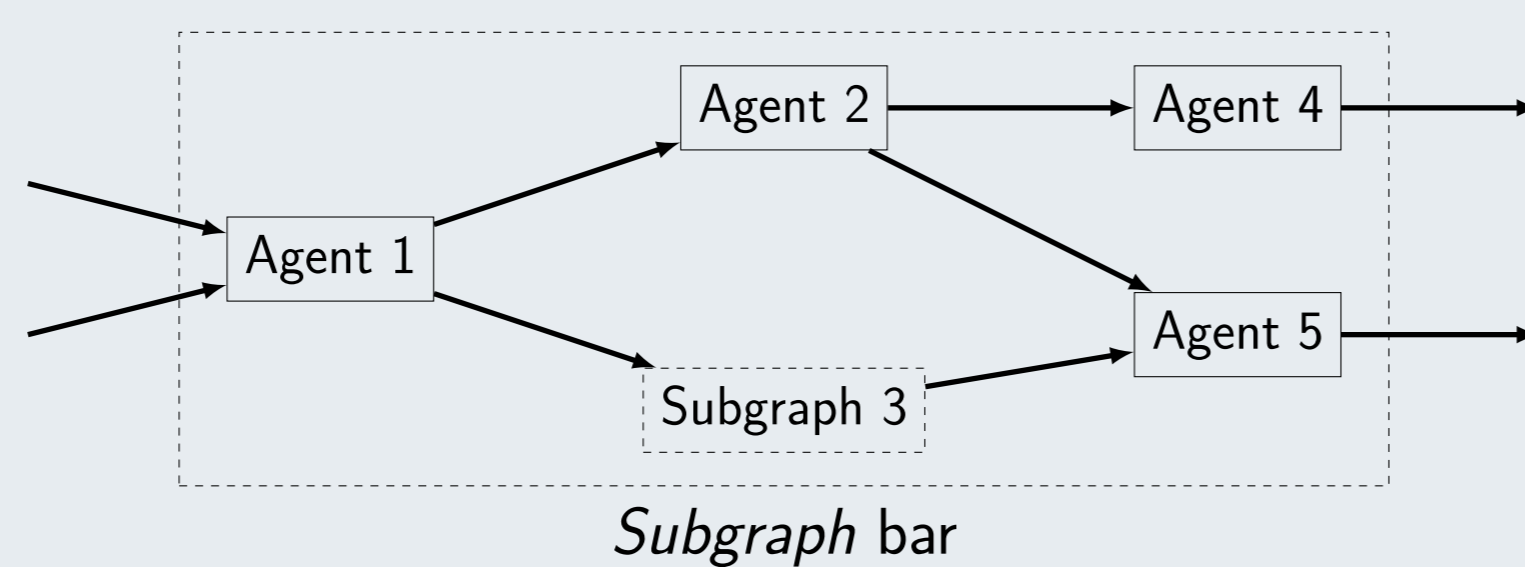 Agent 2
Agent 4
Agent 1
Agent 5
Subgraph 3
Subgraph bar